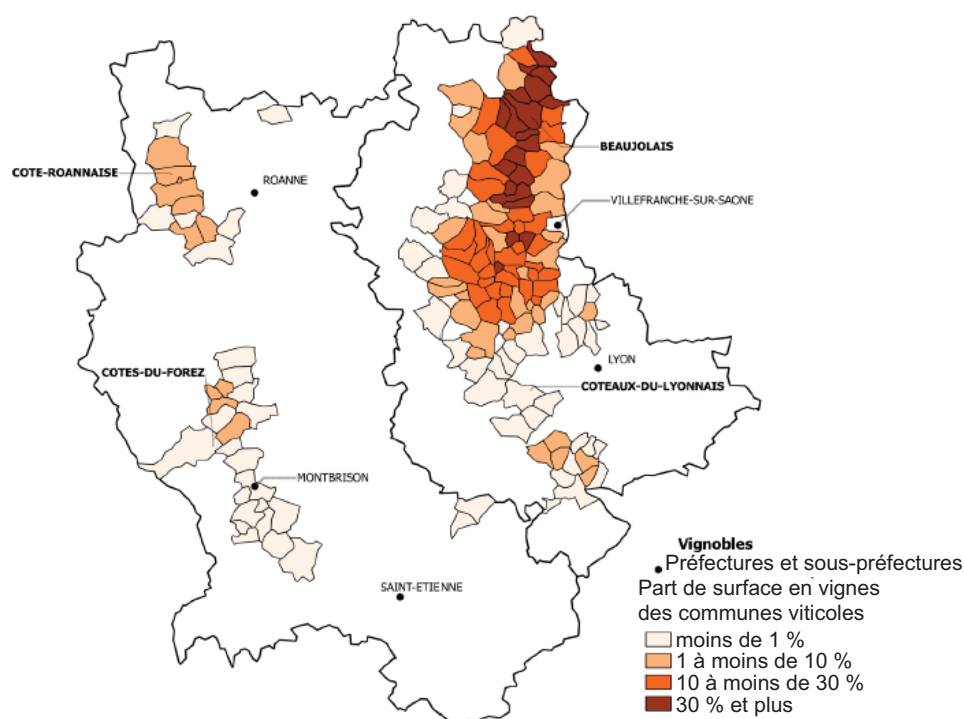 BEAUJOLAIS
COTE-ROANNAISE
ROANNE
VILLEFRANCHE-SUR-SAONE
LYON
COTES-DU-FOREZ
COTEAUX-DU-LYONNAIS
MONTBRISON
SAINT-ETIENNE
Vignobles
Préfectures et sous-préfectures
Part de surface en vignes
des communes viticoles
moins de 1 %
1 à moins de 10 %
10 à moins de 30 %
30 % et plus